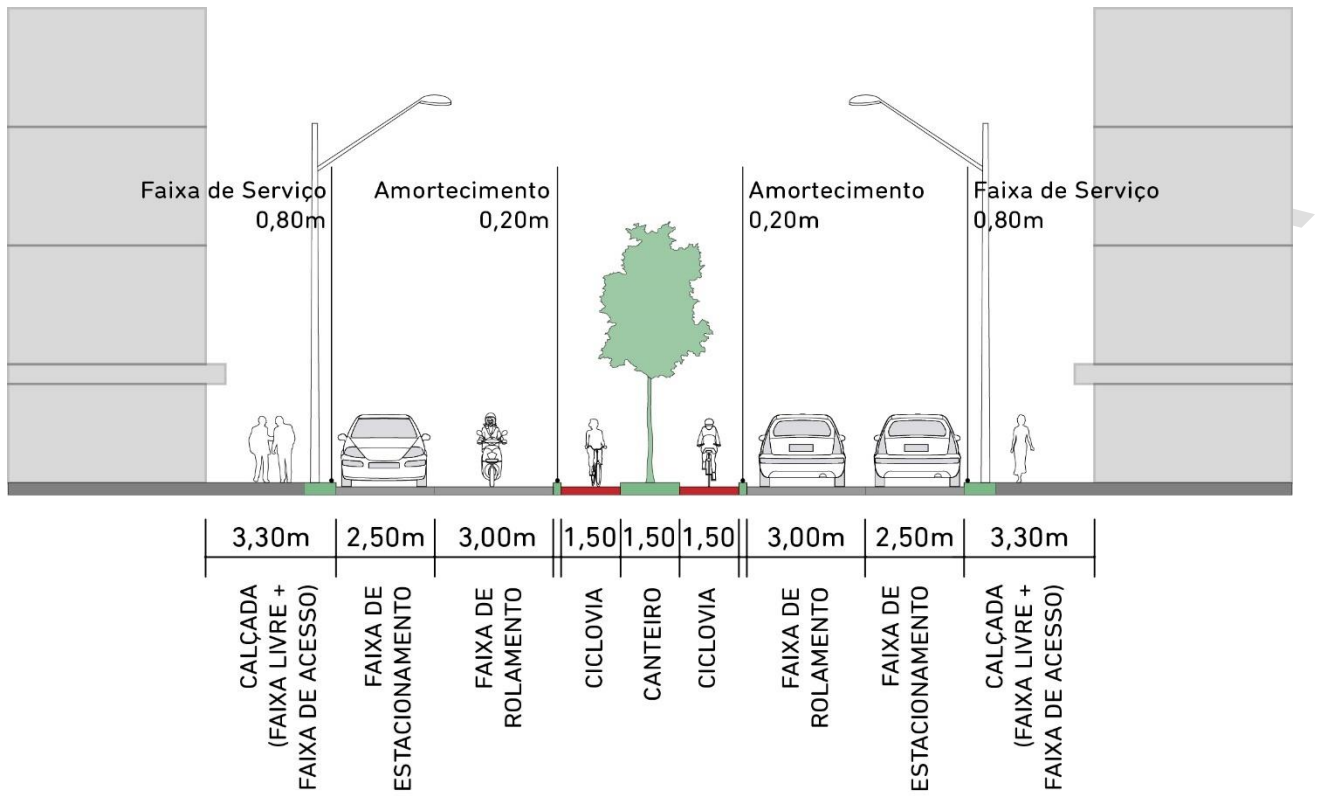 Faixa de Serviço
0,80m
Amortecimento
0,20m
Amortecimento
0,20m
Faixa de Serviço
0,80m
3,30m
2,50m
3,00m
1,50
1,50
1,50
3,00m
2,50m
3,30m
CALÇADA
(FAIXA LIVRE +
FAIXA DE ACESSO)
FAIXA DE
ESTACIONAMENTO
FAIXA DE
ROLAMENTO
CICLOVIA
CANTEIRO
CICLOVIA
FAIXA DE
ROLAMENTO
FAIXA DE
ESTACIONAMENTO
CALÇADA
(FAIXA LIVRE +
FAIXA DE ACESSO)